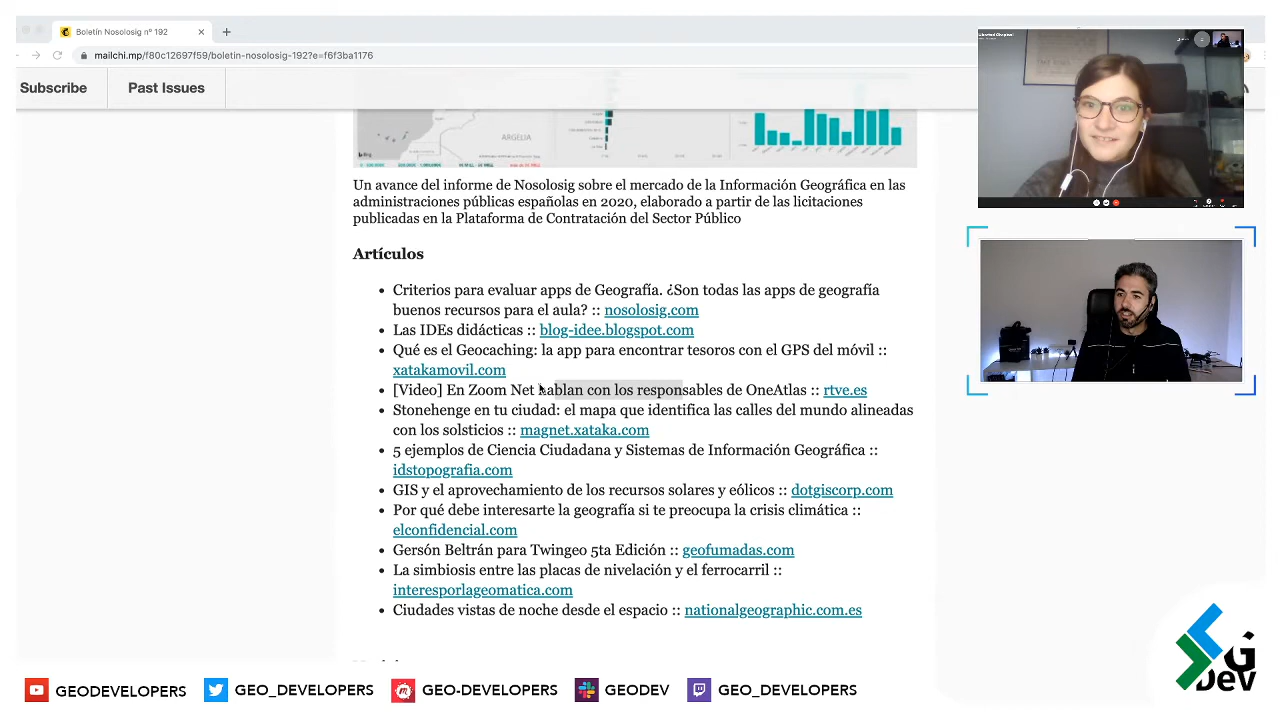 Boletín Nosolosig nº 192
mailchi.mp/f80c12697f59/boletin-nosolosig-192?e=f6f3ba1176
Subscribe
Past Issues
ARGELIA
Un avance del informe de Nosolosig sobre el mercado de la Información Geográfica en las
administraciones públicas españolas en 2020, elaborado a partir de las licitaciones
publicadas en la Plataforma de Contratación del Sector Público
Artículos
Criterios para evaluar apps de Geografía. ¿Son todas las apps de geografía
buenos recursos para el aula? :: nosolosig.com
Las IDEs didácticas :: blog-idee.blogspot.com
Qué es el Geocaching: la app para encontrar tesoros con el GPS del móvil ::
xatakamovil.com
[Video] En Zoom Net hablan con los responsables de OneAtlas :: rtve.es
Stonehenge en tu ciudad: el mapa que identifica las calles del mundo alineadas
con los solsticios :: magnet.xataka.com
5 ejemplos de Ciencia Ciudadana y Sistemas de Información Geográfica ::
idstopografia.com
GIS y el aprovechamiento de los recursos solares y eólicos :: dotgiscorp.com
Por qué debe interesarte la geografía si te preocupa la crisis climática ::
elconfidencial.com
Gersón Beltrán para Twingeo 5ta Edición :: geofumadas.com
La simbiosis entre las placas de nivelación y el ferrocarril ::
interesporlageomatica.com
Ciudades vistas de noche desde el espacio :: nationalgeographic.com.es
GEODEVELOPERS
GEO_DEVELOPERS
GEO-DEVELOPERS
GEODEV
GEO_DEVELOPERS
G
DEV